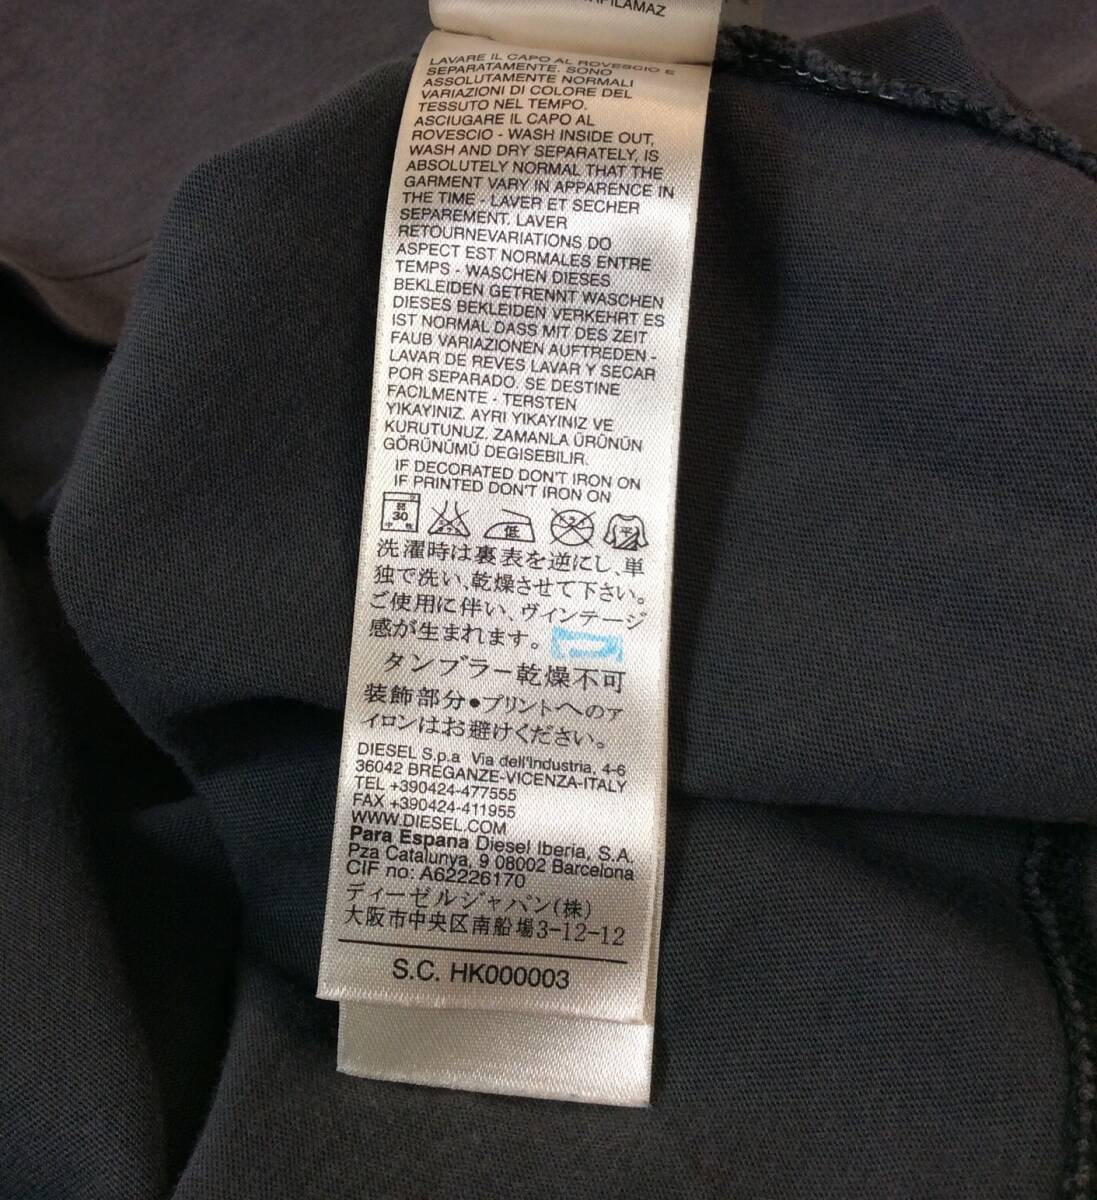 LAVARE IL CAPO AL ROVESCIO E
SEPARATAMENTE. SONO
ASSOLUTAMENTE NORMALI
VARIAZIONI DI COLORE DEL
TESSUTO NEL TEMPO.
ASCIUGARE IL CAPO AL
ROVESCIO - WASH INSIDE OUT,
WASH AND DRY SEPARATELY, IS
ABSOLUTELY NORMAL THAT THE
GARMENT VARY IN APPARENCE IN
THE TIME - LAVER ET SECHER
SEPAREMENT. LAVER
RETOURNEVARIATIONS DO
ASPECT EST NORMALES ENTRE
TEMPS - WASCHEN DIESES
BEKLEIDEN GETRENNT WASCHEN
DIESES BEKLEIDEN VERKEHRT ES
IST NORMAL DASS MIT DES ZEIT
FAUB VARIAZIONEN AUFTREDEN -
LAVAR DE REVES LAVAR Y SECAR
POR SEPARADO. SE DESTINE
FACILMENTE - TERSTEN
YIKAYINIZ. AYRI YIKAYINIZ VE
KURUTUNUZ. ZAMANLA ÜRÜNÜN
GÖRÜNÜMÜ DEGISEBILIR.
IF DECORATED DON'T IRON ON
IF PRINTED DON'T IRON ON
弱 30 中性 低
洗濯時は裏表を逆にし、単
独で洗い、乾燥させて下さい。
ご使用に伴い、ヴィンテージ
感が生まれます。
タンブラー乾燥不可
装飾部分●プリントへのア
イロンはお避けください。
DIESEL S.p.a Via dell'Industria, 4-6
36042 BREGANZE-VICENZA-ITALY
TEL +390424-477555
FAX +390424-411955
WWW.DIESEL.COM
Para Espana Diesel Iberia, S.A.
Pza Catalunya, 9 08002 Barcelona
CIF no: A62226170
ディーゼルジャパン(株)
大阪市中央区南船場3-12-12
S.C. HK000003